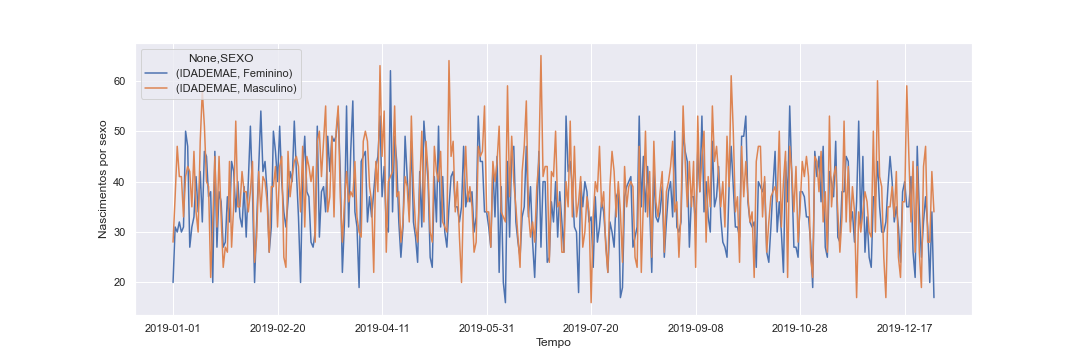 None,SEXO
(IDADEMAE, Feminino)
(IDADEMAE, Masculino)
Nascimentos por sexo
60
50
40
30
20
2019-01-01 2019-02-20 2019-04-11 2019-05-31 2019-07-20 2019-09-08 2019-10-28 2019-12-17
Tempo